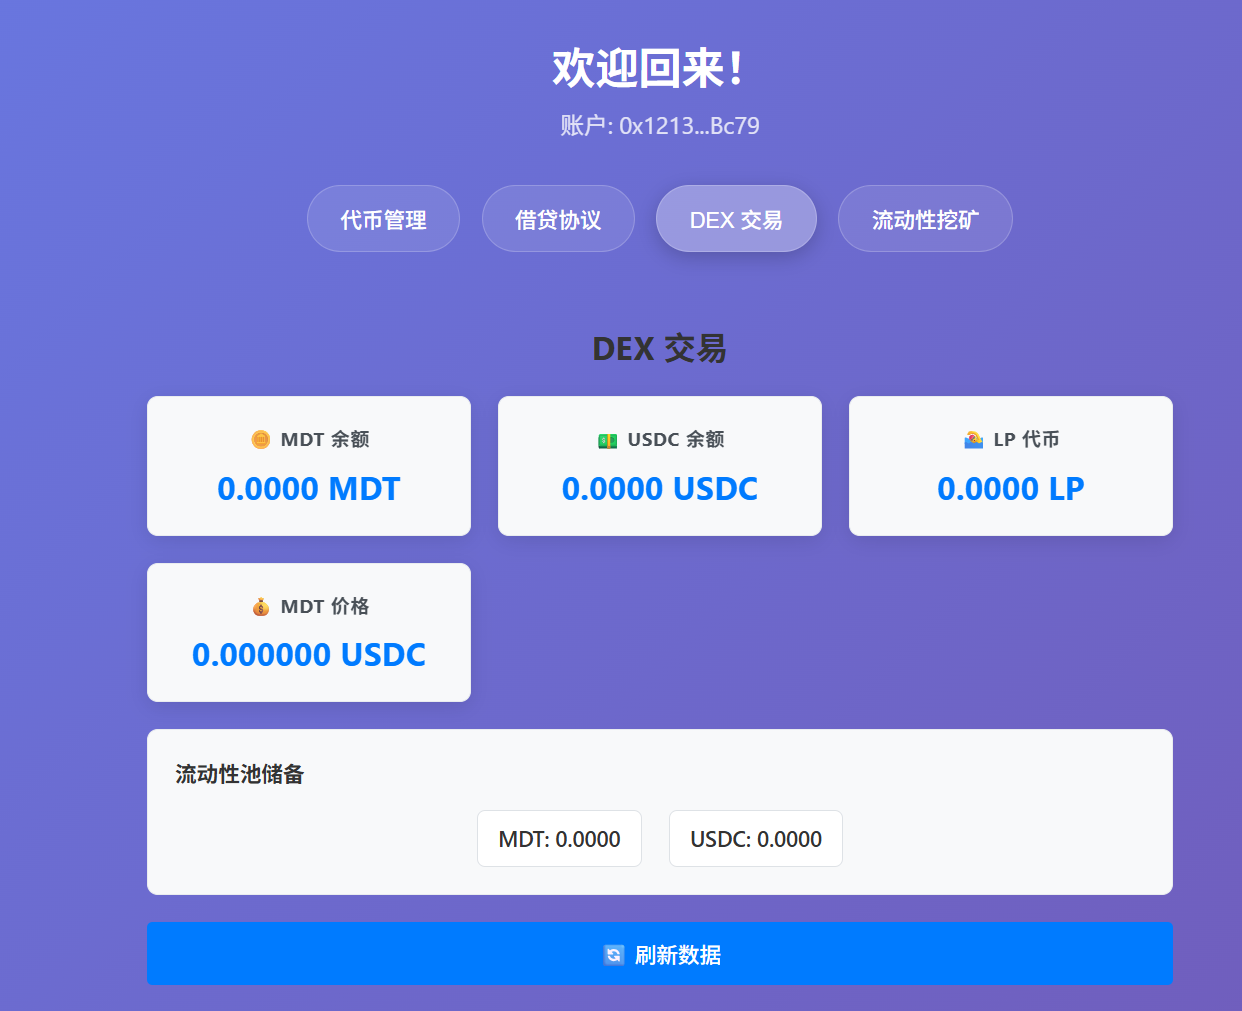 欢迎回来！
账户: 0x1213...Bc79
代币管理 借贷协议 DEX 交易 流动性挖矿
DEX 交易
MDT 余额
0.0000 MDT
USDC 余额
0.0000 USDC
LP 代币
0.0000 LP
MDT 价格
0.000000 USDC
流动性池储备
MDT: 0.0000 USDC: 0.0000
刷新数据